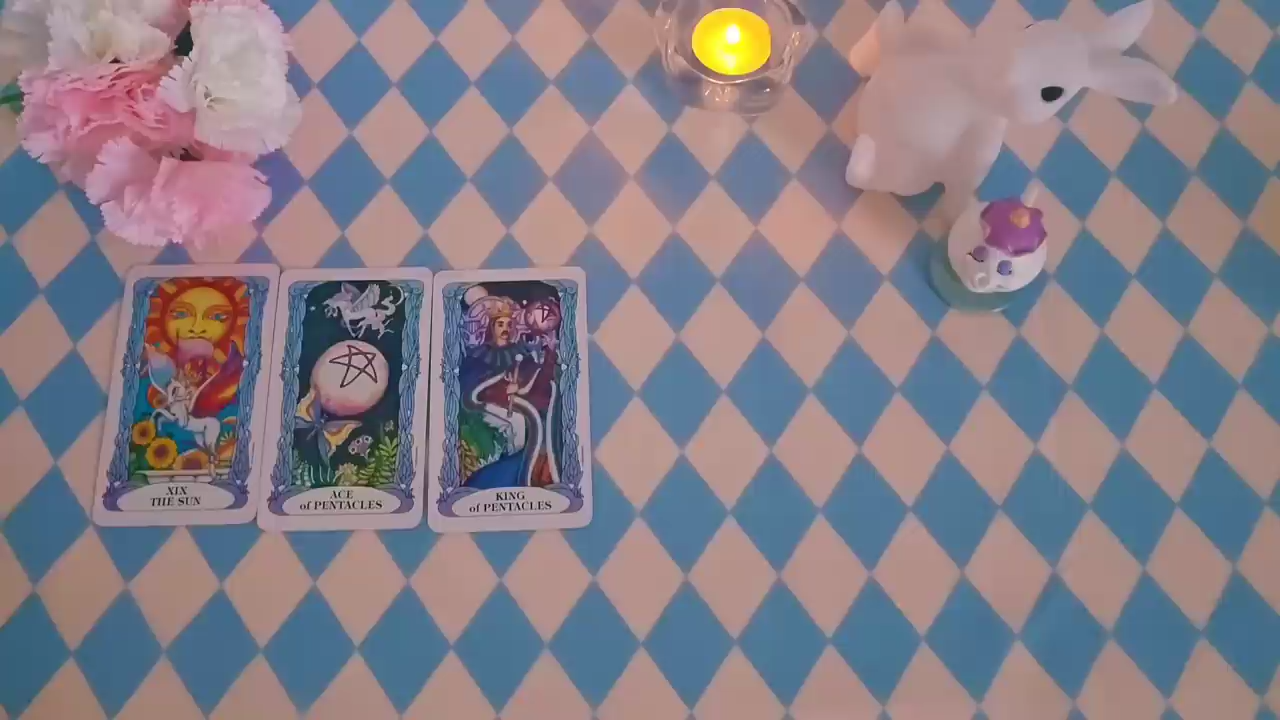 XIX
THE SUN
ACE
of PENTACLES
KING
of PENTACLES